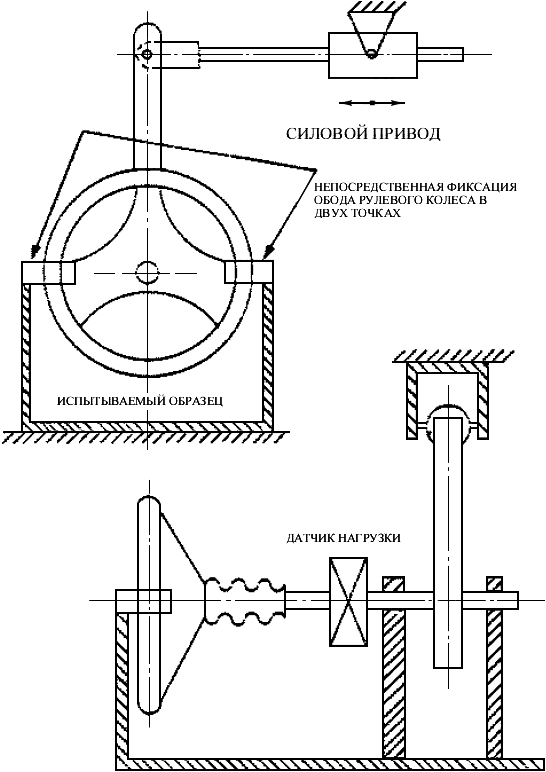 СИЛОВОЙ ПРИВОД
НЕПОСРЕДСТВЕННАЯ ФИКСАЦИЯ
ОБОДА РУЛЕВОГО КОЛЕСА В
ДВУХ ТОЧКАХ
ИСПЫТЫВАЕМЫЙ ОБРАЗЕЦ
ДАТЧИК НАГРУЗКИ